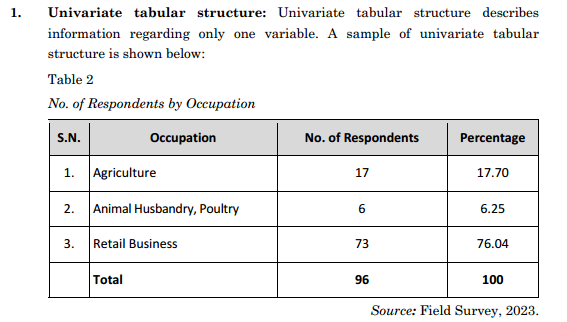 1. Univariate tabular structure: Univariate tabular structure describes
information regarding only one variable. A sample of univariate tabular
structure is shown below:
Table 2
No. of Respondents by Occupation
S.N. Occupation No. of Respondents Percentage
1. Agriculture 17 17.70
2. Animal Husbandry, Poultry 6 6.25
3. Retail Business 73 76.04
Total 96 100
Source: Field Survey, 2023.